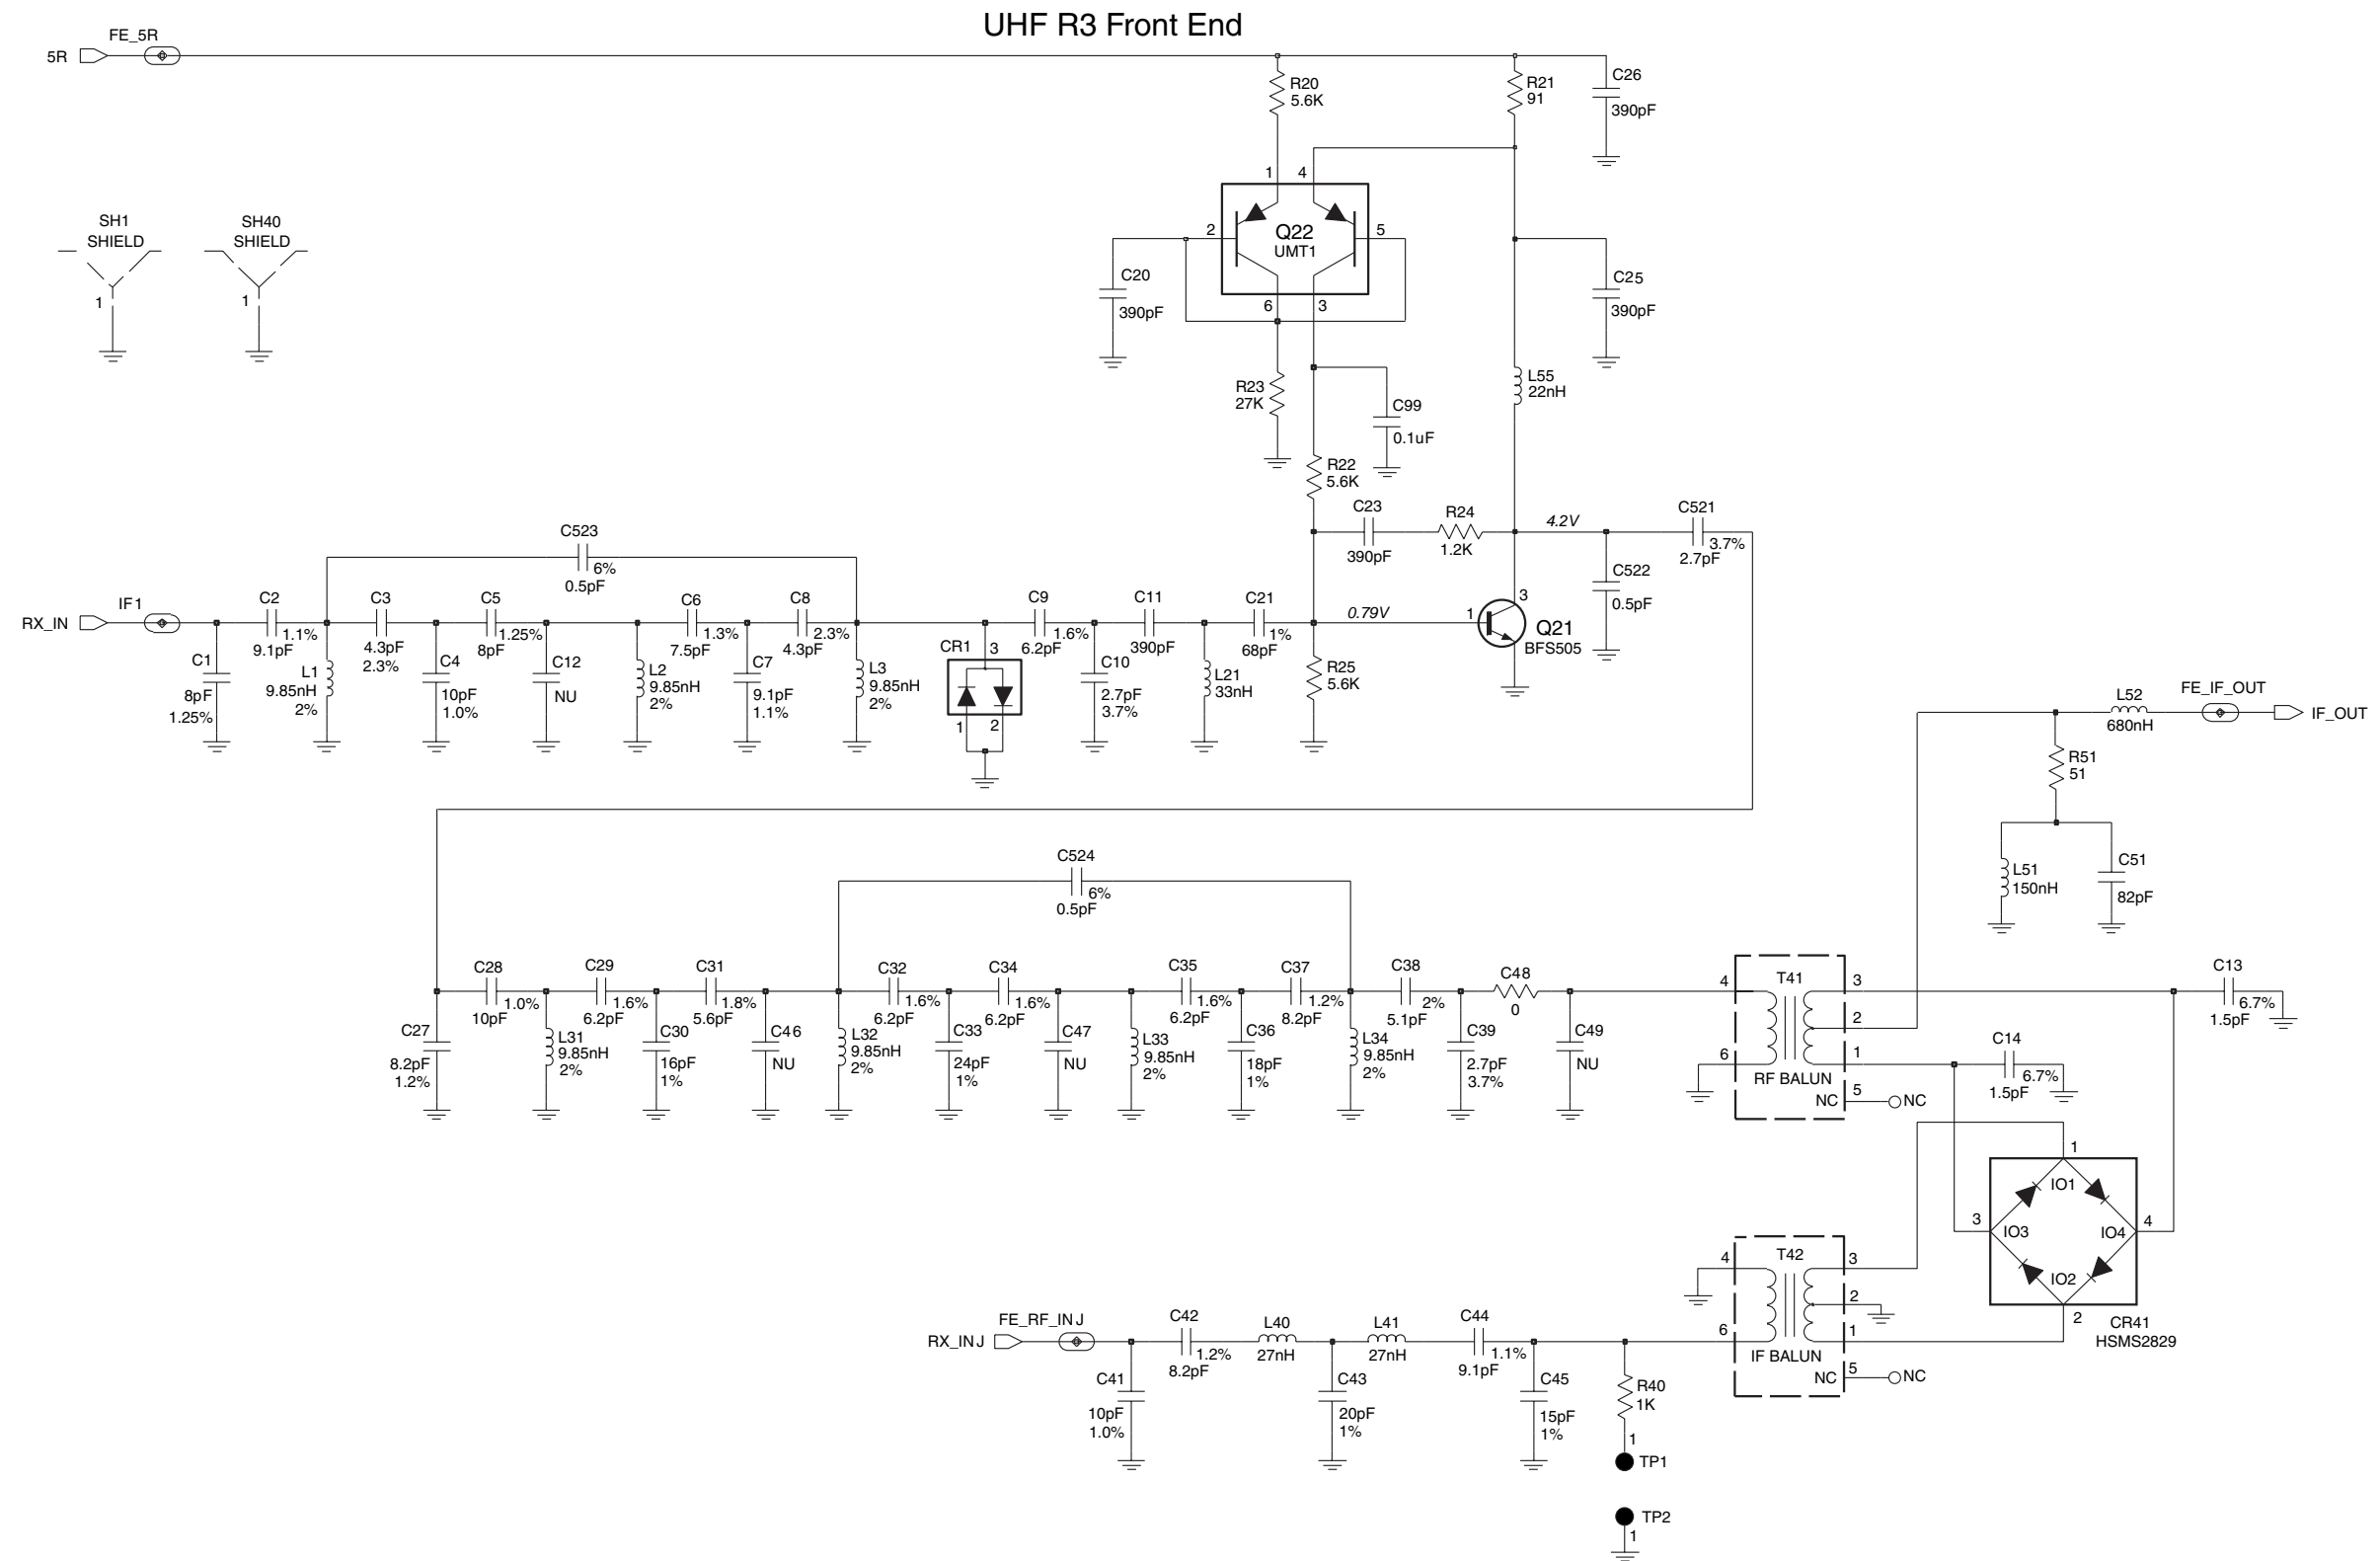 UHF R3 Front End
FE_5R
5R
R20
5.6K
R21
91
C26
390pF
1
4
SH1
SHIELD
1
SH40
SHIELD
1
2
Q22
UMT1
5
6
3
C20
390pF
C25
390pF
R23
27K
C99
0.1uF
L55
22nH
R22
5.6K
C23
390pF
R24
1.2K
4.2V
C521
3.7%
2.7pF
C522
0.5pF
C523
6%
0.5pF
RX_IN
IF1
C2
1.1%
9.1pF
C3
4.3pF
2.3%
C5
1.25%
8pF
C6
1.3%
7.5pF
C8
2.3%
4.3pF
C9
1.6%
6.2pF
C11
390pF
C21
1%
68pF
0.79V
1
3
Q21
BFS505
C1
8pF
1.25%
L1
9.85nH
2%
C4
10pF
1.0%
C12
NU
L2
9.85nH
2%
C7
9.1pF
1.1%
L3
9.85nH
2%
CR1
3
1
2
C10
2.7pF
3.7%
L21
33nH
R25
5.6K
L52
680nH
FE_IF_OUT
IF_OUT
R51
51
L51
150nH
C51
82pF
C524
6%
0.5pF
C28
1.0%
10pF
C29
1.6%
6.2pF
C31
1.8%
5.6pF
C32
1.6%
6.2pF
C34
1.6%
6.2pF
C35
1.6%
6.2pF
C37
1.2%
8.2pF
C38
2%
5.1pF
C48
0
C27
8.2pF
1.2%
L31
9.85nH
2%
C30
16pF
1%
C46
NU
L32
9.85nH
2%
C33
24pF
1%
C47
NU
L33
9.85nH
2%
C36
18pF
1%
L34
9.85nH
2%
C39
2.7pF
3.7%
C49
NU
4
T41
3
2
6
1
RF BALUN
NC
5
NC
C13
6.7%
1.5pF
C14
6.7%
1.5pF
1
IO1
3
IO3
IO4
4
IO2
2
CR41
HSMS2829
4
T42
3
2
6
1
IF BALUN
NC
5
NC
RX_INJ
FE_RF_INJ
C42
1.2%
8.2pF
L40
27nH
L41
27nH
C44
1.1%
9.1pF
C41
10pF
1.0%
C43
20pF
1%
C45
15pF
1%
R40
1K
1
TP1
TP2
1